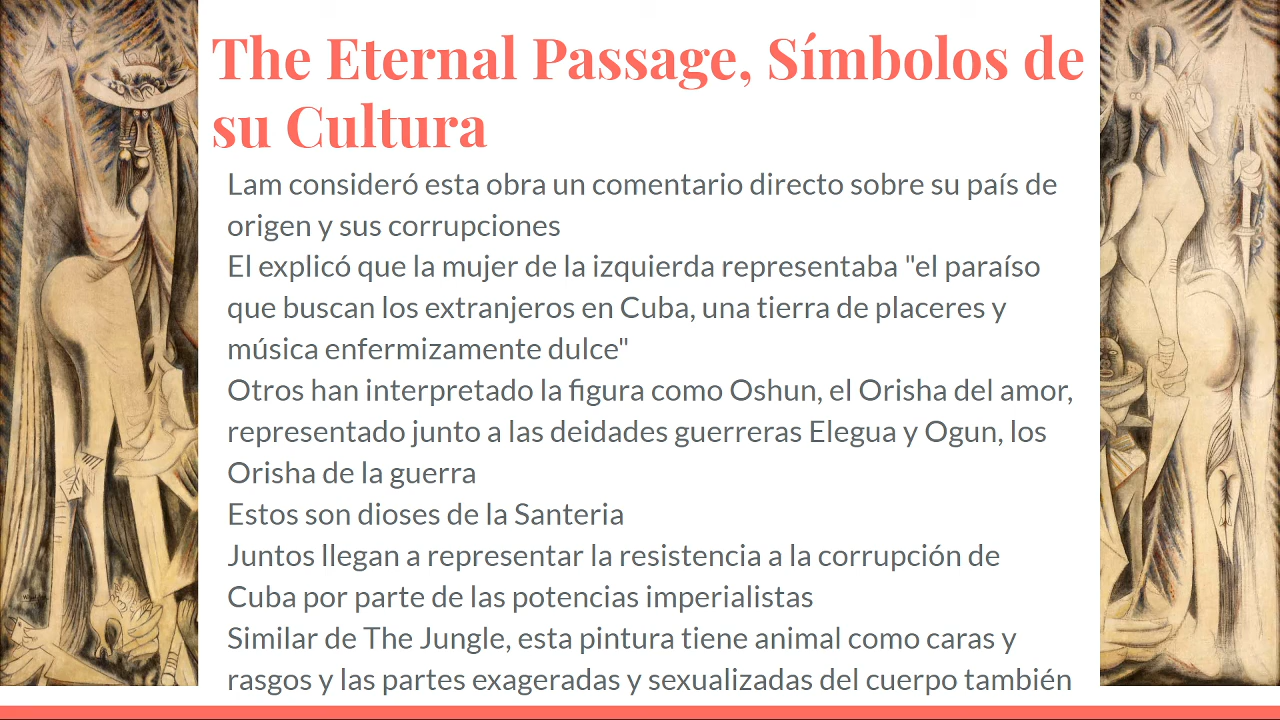 The Eternal Passage, Símbolos de
su Cultura
Lam consideró esta obra un comentario directo sobre su país de
origen y sus corrupciones
El explicó que la mujer de la izquierda representaba "el paraíso
que buscan los extranjeros en Cuba, una tierra de placeres y
música enfermizamente dulce"
Otros han interpretado la figura como Oshun, el Orisha del amor,
representado junto a las deidades guerreras Elegua y Ogun, los
Orisha de la guerra
Estos son dioses de la Santeria
Juntos llegan a representar la resistencia a la corrupción de
Cuba por parte de las potencias imperialistas
Similar de The Jungle, esta pintura tiene animal como caras y
rasgos y las partes exageradas y sexualizadas del cuerpo también